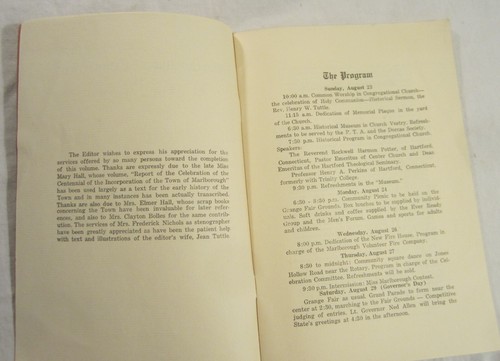 The Editor wishes to express his appreciation for the
services offered by so many persons toward the completion
of this volume. Thanks are expressly due to the late Miss
Mary Hall, whose volume, "Report of the Celebration of the
Centennial of the Incorporation of the Town of Marlborough"
has been used largely as a text for the early history of the
Town and in many instances has been actually transcribed.
Thanks are also due to Mrs. Elmer Hall, whose scrap books
concerning the Town have been invaluable for later refer-
ence, and also to Mrs. Clayton Bolles for the same contribu-
tion. The services of Mrs. Frederick Nichols as stenographer
have been greatly appreciated as have been the patient help
with text and illustrations of the editor's wife, Jean Tuttle.
The Program
Sunday, August 23
10:00 a.m. Common Worship in Congregational Church—
the celebration of Holy Communion—Historical Sermon, the
Rev. Henry W. Tuttle.
11:15 a.m. Dedication of Memorial Plaque in the yard
of the Church.
6:30 a.m. Historical Museum in Church Vestry. Refresh-
ments to be served by the P. T. A. and the Dorcas Society.
7:30 p.m. Historical Program in Congregational Church
Speakers:
The Reverend Rockwell Harmon Potter, of Hartford,
Connecticut, Pastor Emeritus of Center Church and Dean
Emeritus of the Hartford Theological Seminary.
Professor Henry A. Perkins of Hartford, Connecticut,
formerly with Trinity College.
9:30 p.m. Refreshments in the "Museum."
Monday, August 24
6:30 p.m. Community Picnic to be held on the
Grange Fair Grounds. Box lunches to be supplied by individ-
uals. Soft drinks and coffee supplied by the Ever Ready
Group and the Men's Forum. Games and sports for adults
and children.
Wednesday, August 26
8:00 p.m. Dedication of the New Fire House. Program in
charge of the Marlborough Volunteer Fire Company.
Thursday, August 27
8:30 to midnight: Community square dance on Jones
Hollow Road near the Rotary. Program in charge of the Cel-
ebration Committee. Refreshments will be sold.
9:30 p.m. Intermission: Miss Marlborough Contest.
Saturday, August 29 (Governor's Day)
Grange Fair as usual. Grand Parade to form near the
center at 2:30, marching to the Fair Grounds — Competitive
judging of entries. Lt. Governor Ned Allen will bring the
State's greetings at 4:30 in the afternoon.